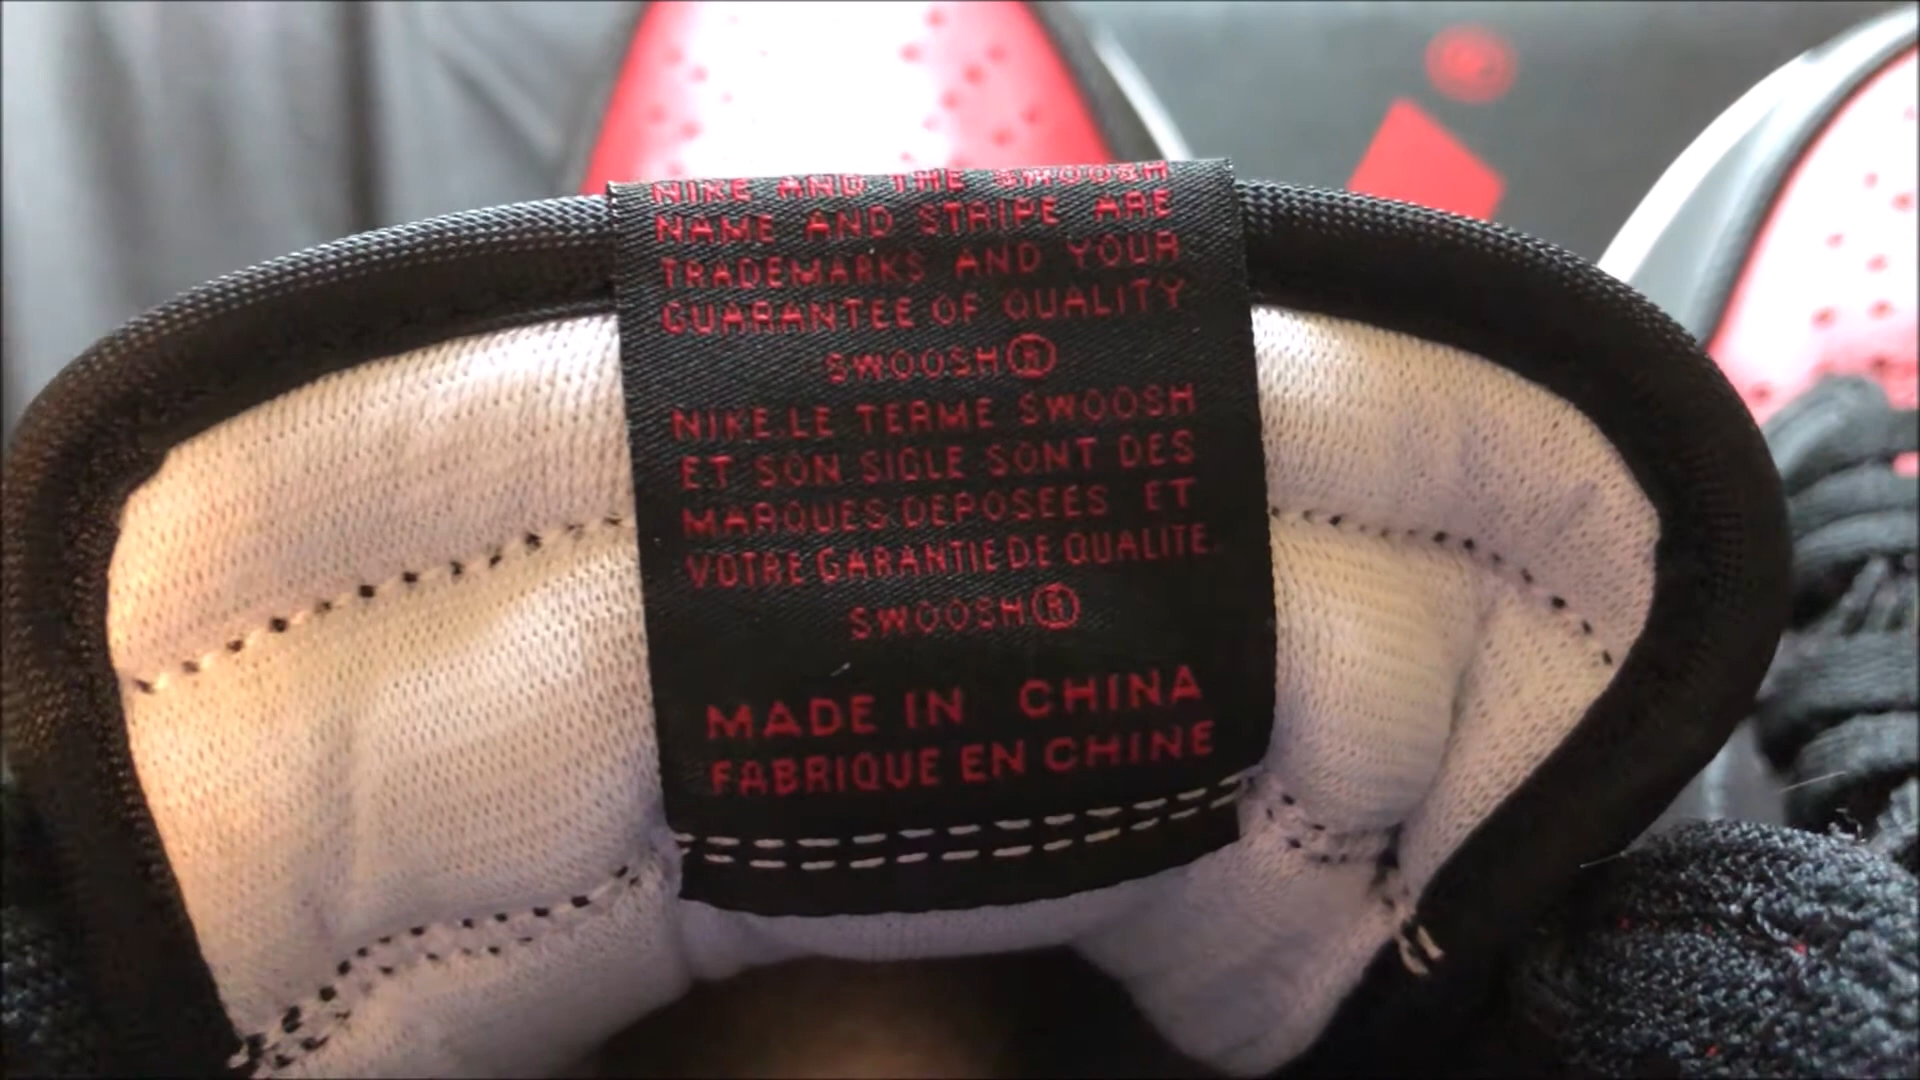 NIKE AND THE SWOOSH
NAME AND STRIPE ARE
TRADEMARKS AND YOUR
GUARANTEE OF QUALITY
SWOOSH®
NIKE.LE TERME SWOOSH
ET SON SIGLE SONT DES
MARQUES DEPOSEES ET
VOTRE GARANTIE DE QUALITE.
SWOOSH®
MADE IN CHINA
FABRIQUE EN CHINE